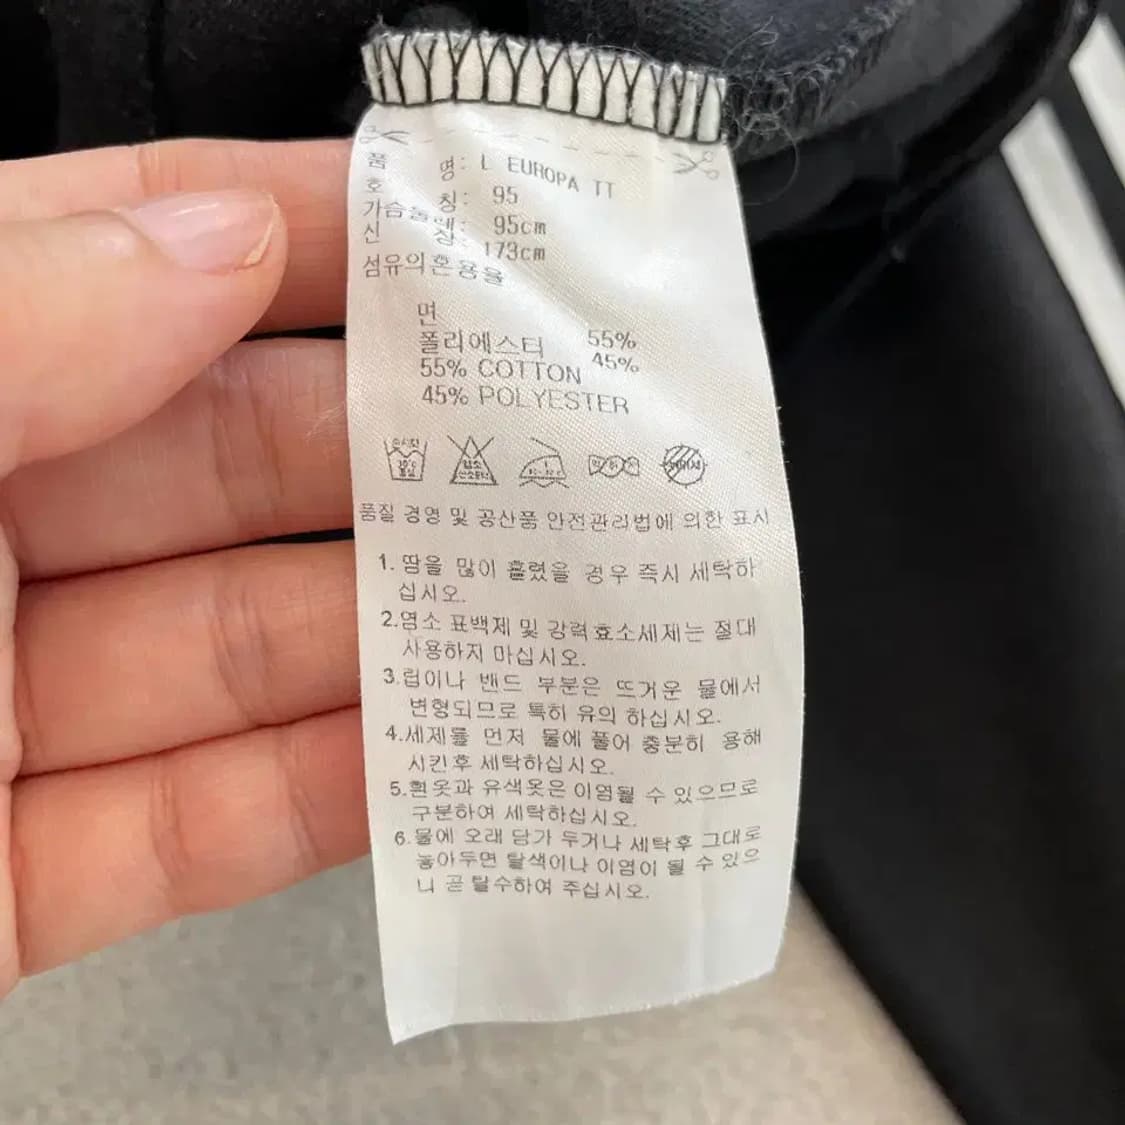 품 명: L EUROPA TT
호 칭: 95
가슴둘레: 95cm
신 장: 173cm
섬유의혼용율
면 55%
폴리에스터 45%
55% COTTON
45% POLYESTER
품질 경영 및 공산품 안전관리법에 의한 표시
1. 땀을 많이 흘렸을 경우 즉시 세탁하
십시오.
2.염소 표백제 및 강력효소세제는 절대
사용하지 마십시오.
3.립이나 밴드 부분은 뜨거운 물에서
변형되므로 특히 유의 하십시오.
4.세제를 먼저 물에 풀어 충분히 용해
시킨후 세탁하십시오.
5.흰옷과 유색옷은 이염될 수 있으므로
구분하여 세탁하십시오.
6.물에 오래 담가 두거나 세탁후 그대로
놓아두면 탈색이나 이염이 될 수 있으
니 곧 탈수하여 주십시오.